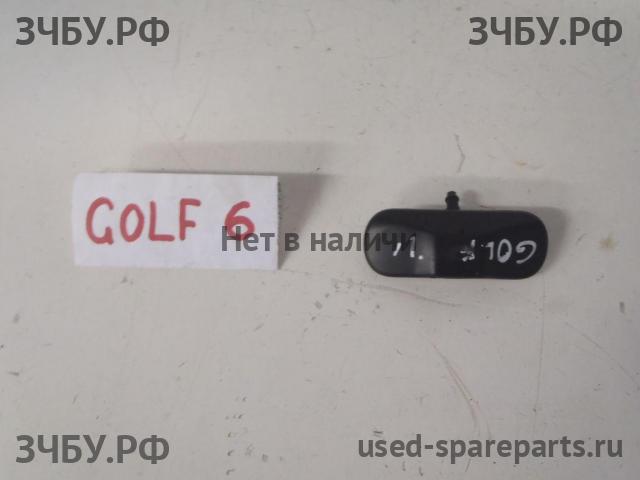 ЗЧБУ.РФ ЗЧБУ.РФ
GOLF 6
Нет в наличии
GOLF
ЗЧБУ.РФ used-spareparts.ru